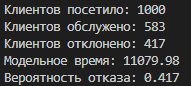 Клиентов посетило: 1000
Клиентов обслужено: 583
Клиентов отклонено: 417
Модельное время: 11079.98
Вероятность отказа: 0.417